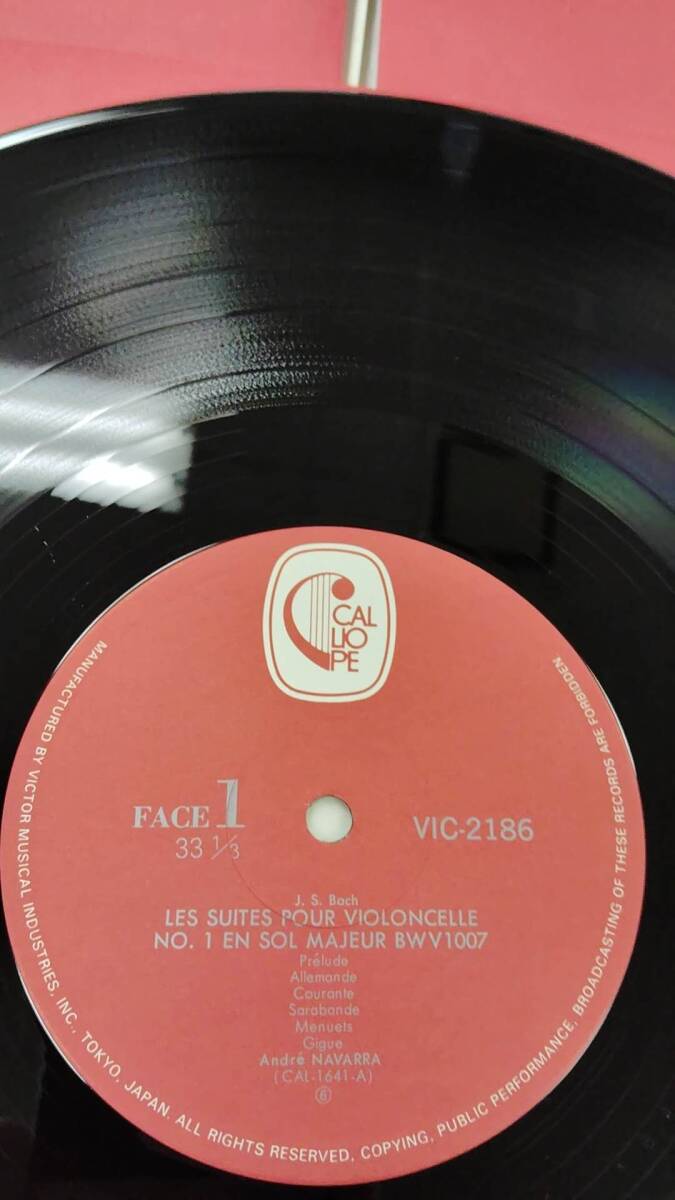 CAL
LIO
PE
FACE 1
33 1/3
VIC-2186
J. S. Bach
LES SUITES POUR VIOLONCELLE
NO. 1 EN SOL MAJEUR BWV1007
Prélude
Allemande
Courante
Sarabande
Menuets
Gigue
André NAVARRA
(CAL-1641-A)
⑥
MANUFACTURED BY VICTOR MUSICAL INDUSTRIES, INC., TOKYO, JAPAN. ALL RIGHTS RESERVED, COPYING, PUBLIC PERFORMANCE, BROADCASTING OF THESE RECORDS ARE FORBIDDEN